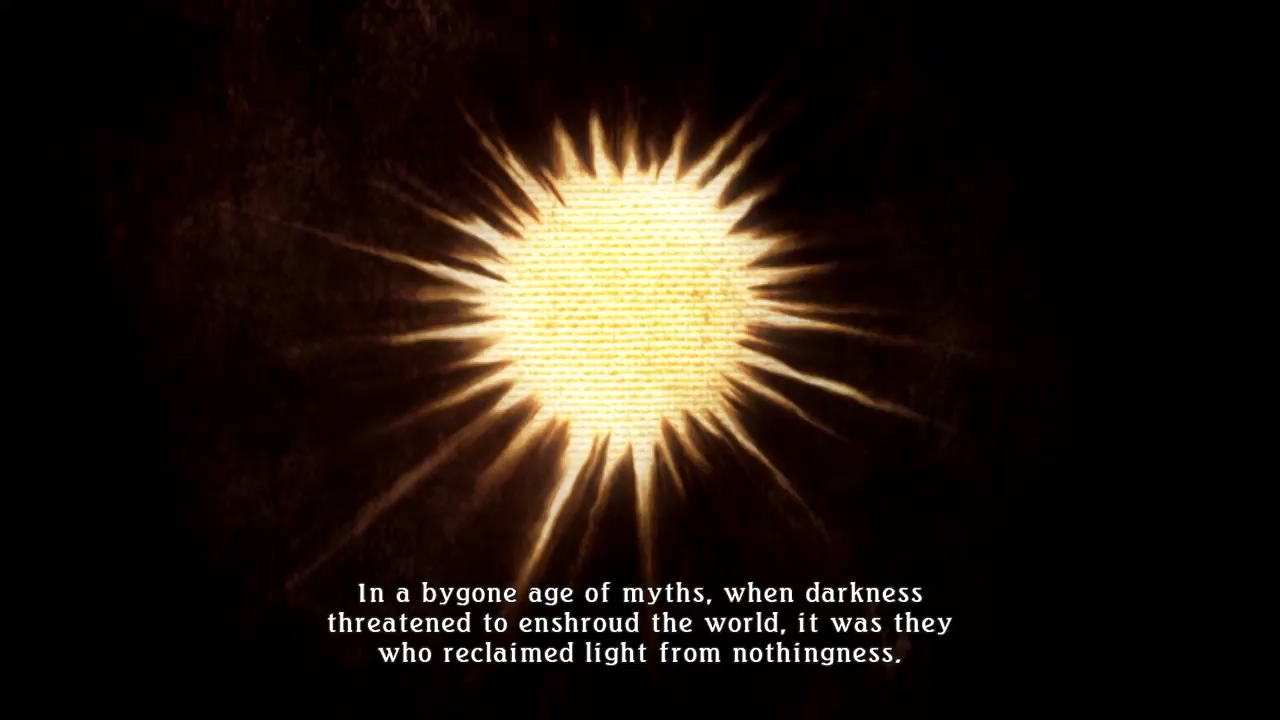 In a bygone age of myths, when darkness
threatened to enshroud the world, it was they
who reclaimed light from nothingness.